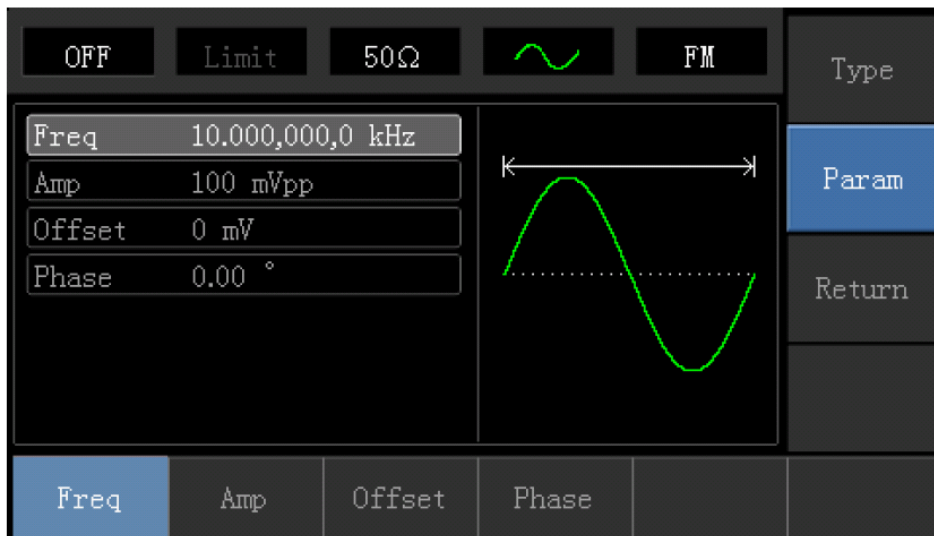 OFF Limit 50Ω FM
Type
Freq 10.000,000,0 kHz
Amp 100 mVpp
Param
Offset 0 mV
Phase 0.00 °
Return
Freq Amp Offset Phase